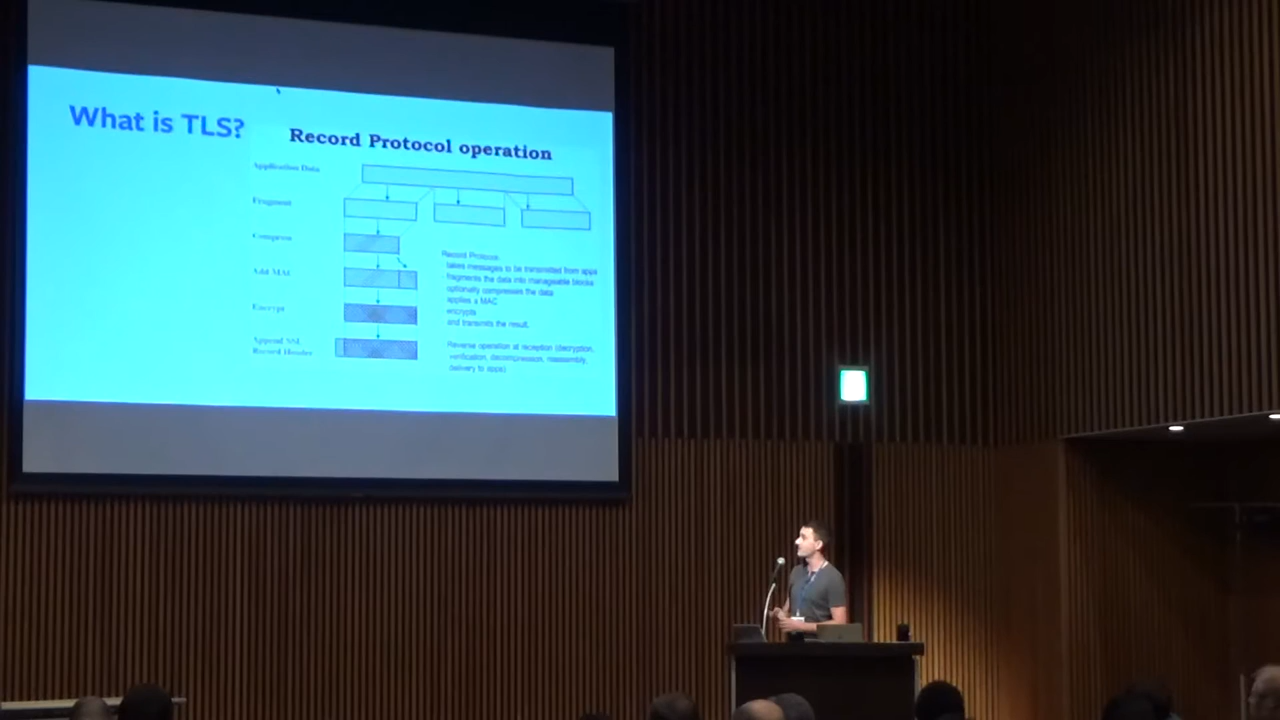 What is TLS?
Record Protocol operation
Application Data
Fragment
Compress
Add MAC
Encrypt
Append SSL
Record Header
Record Protocol:
- takes messages to be transmitted from apps
- fragments the data into manageable blocks
optionally compresses the data
applies a MAC
encrypts
and transmits the result.
Reverse operation at reception (decryption,
verification, decompression, reassembly,
delivery to apps)